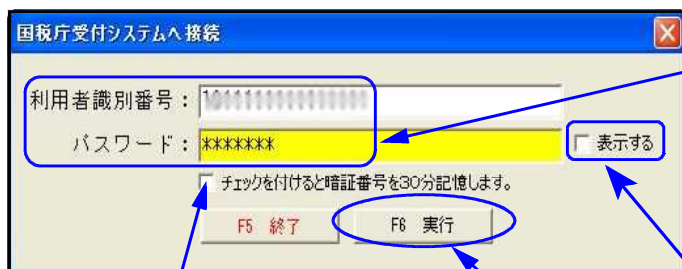 国税庁受付システムへ接続
利用者識別番号：
パスワード： *******
表示する
チェックを付けると暗証番号を30分記憶します。
F5 終了 F6 実行